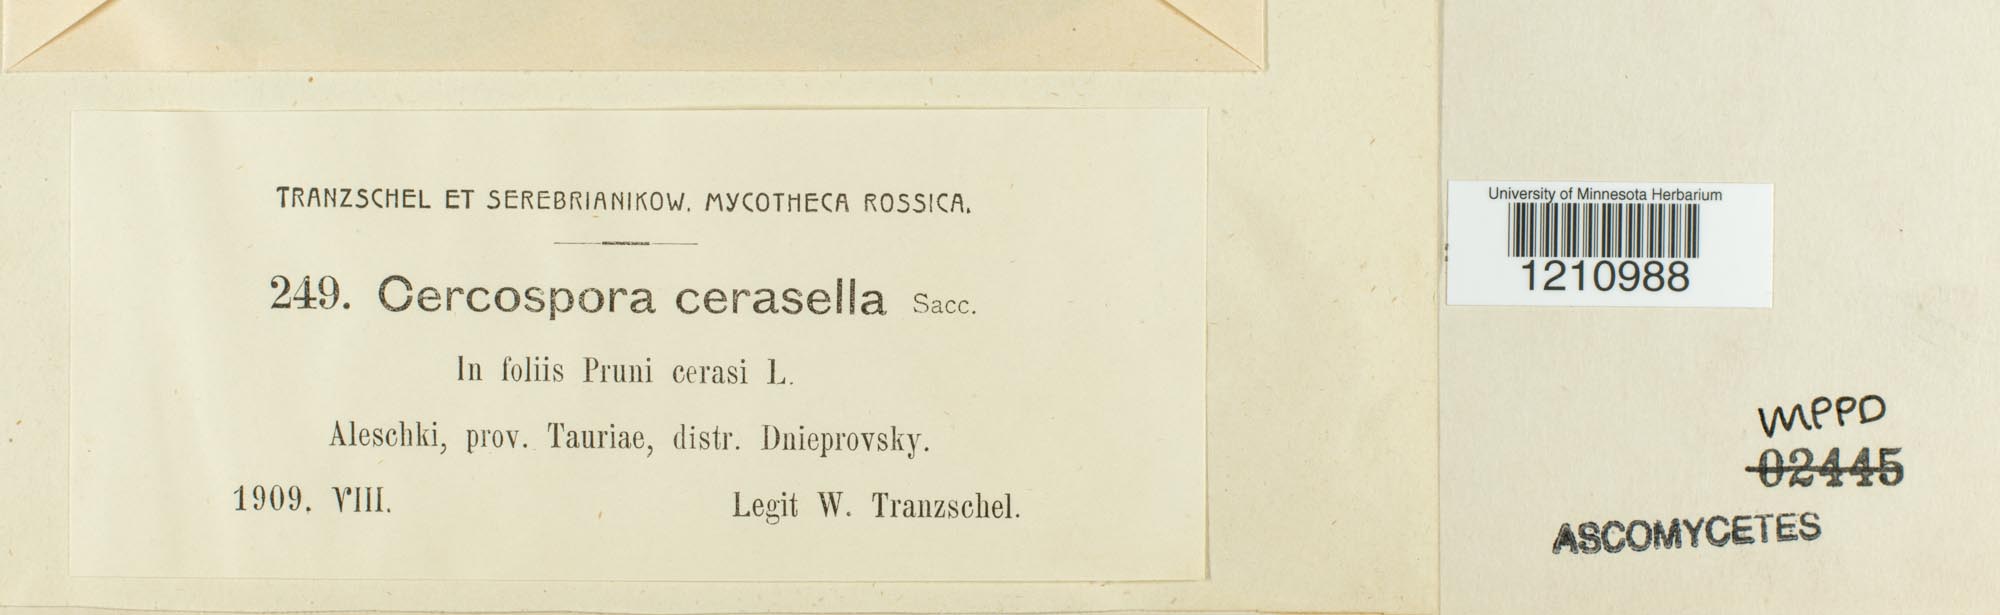 TRANZSCHEL ET SEREBRIANIKOW. MYCOTHECA ROSSICA.
249. Cercospora cerasella Sacc.
In foliis Pruni cerasi L.
Aleschki, prov. Tauriae, distr. Dnieprovsky.
1909. VIII. Legit W. Tranzschel.
University of Minnesota Herbarium
1210988
MPPD
02445
ASCOMYCETES